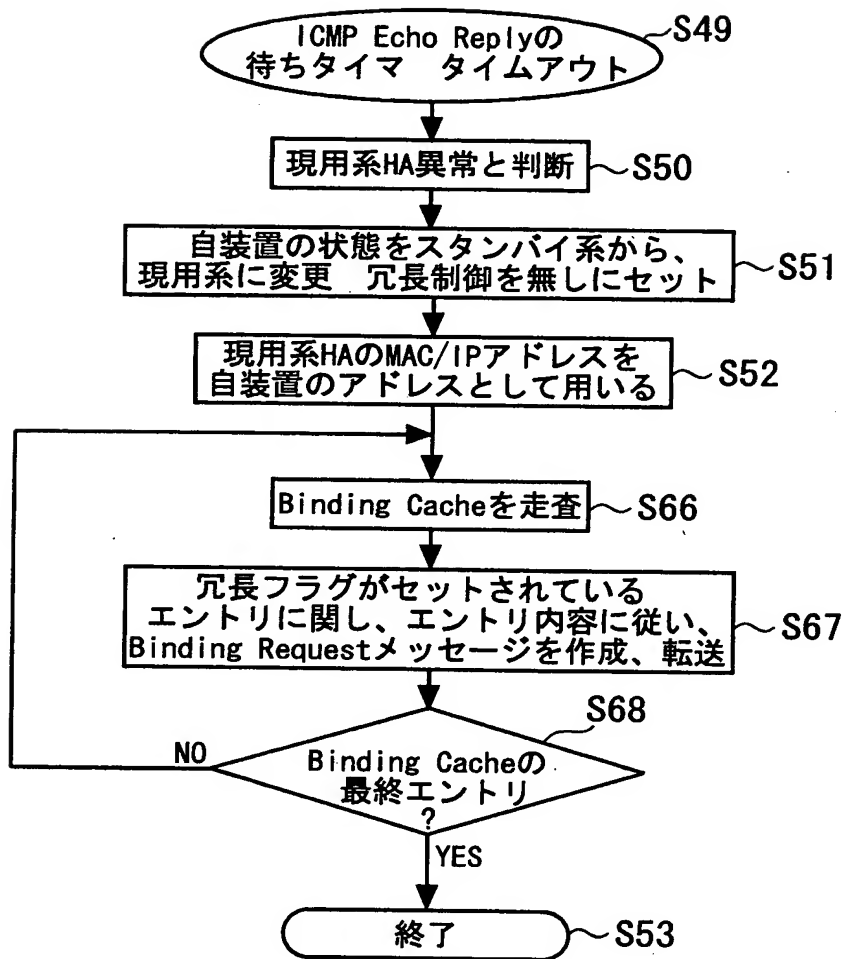 ICMP Echo Replyの
待ちタイマ タイムアウト
S49
現用系HA異常と判断
S50
自装置の状態をスタンバイ系から、
現用系に変更 冗長制御を無しにセット
S51
現用系HAのMAC/IPアドレスを
自装置のアドレスとして用いる
S52
Binding Cacheを走査
S66
冗長フラグがセットされている
エントリに関し、エントリ内容に従い、
Binding Requestメッセージを作成、転送
S67
S68
NO
Binding Cacheの
最終エントリ
?
YES
終了
S53